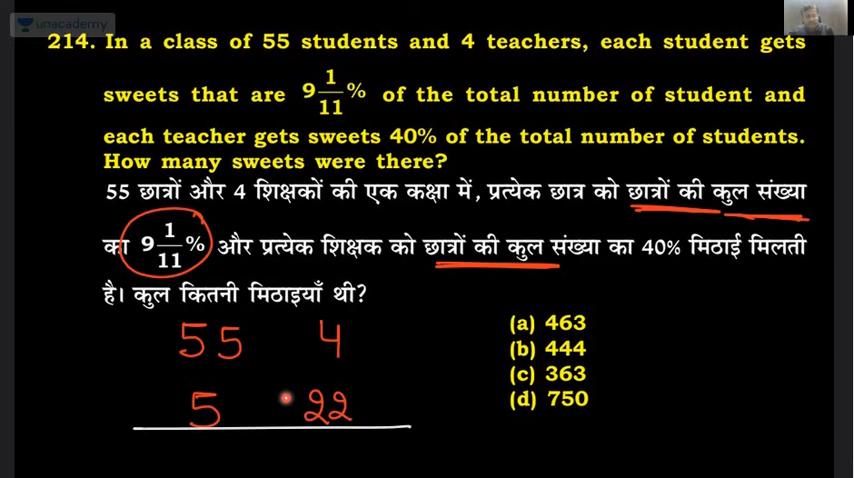 unacademy
214. In a class of 55 students and 4 teachers, each student gets
sweets that are 9 1/11 % of the total number of student and
each teacher gets sweets 40% of the total number of students.
How many sweets were there?
55 छात्रों और 4 शिक्षकों की एक कक्षा में, प्रत्येक छात्र को छात्रों की कुल संख्या
का 9 1/11 % और प्रत्येक शिक्षक को छात्रों की कुल संख्या का 40% मिठाई मिलती
है। कुल कितनी मिठाइयाँ थी?
55 4
5 22
(a) 463
(b) 444
(c) 363
(d) 750